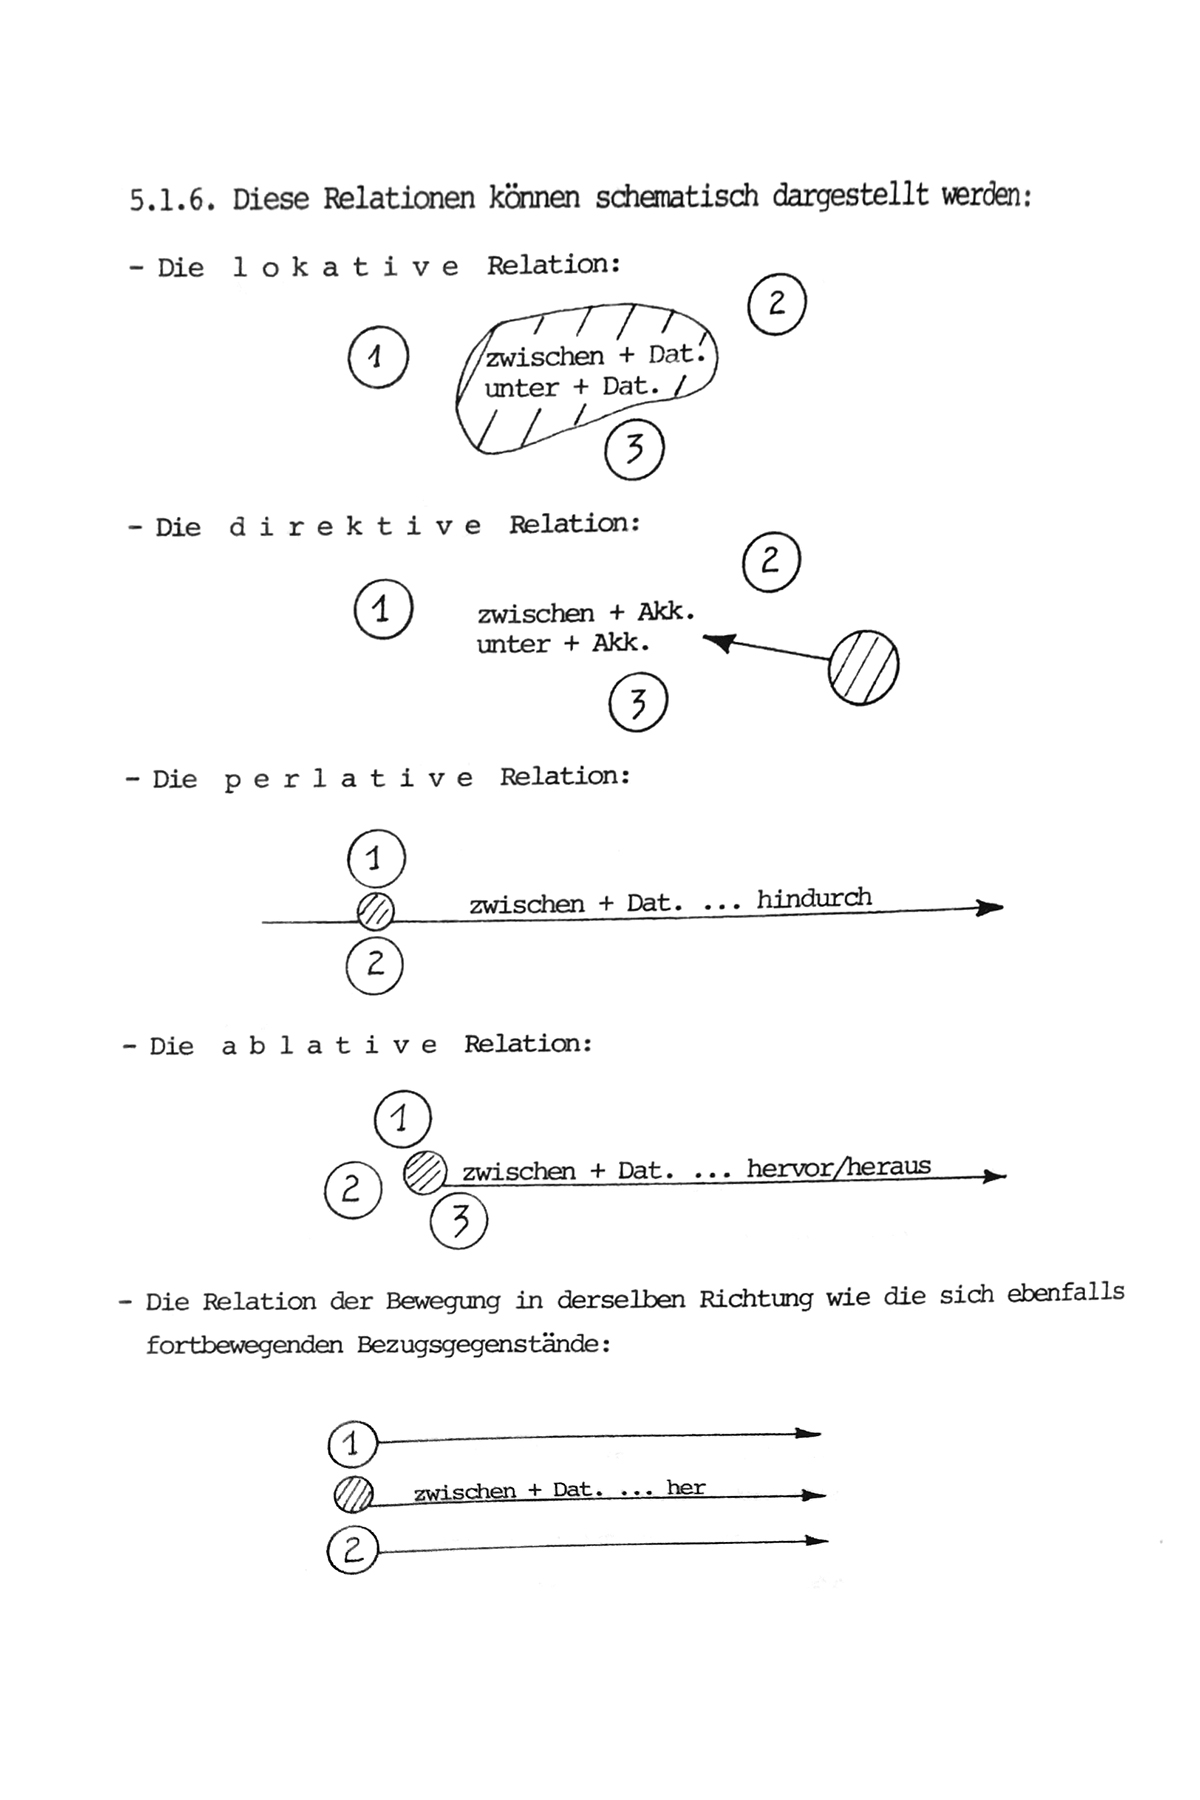 5.1.6. Diese Relationen können schematisch dargestellt werden:
- Die l o k a t i v e Relation:
2
1
zwischen + Dat.
unter + Dat.
3
- Die d i r e k t i v e Relation:
2
1
zwischen + Akk.
unter + Akk.
3
- Die p e r l a t i v e Relation:
1
zwischen + Dat. ... hindurch
2
- Die a b l a t i v e Relation:
1
zwischen + Dat. ... hervor/heraus
2
3
- Die Relation der Bewegung in derselben Richtung wie die sich ebenfalls
fortbewegenden Bezugsgegenstände:
1
zwischen + Dat. ... her
2